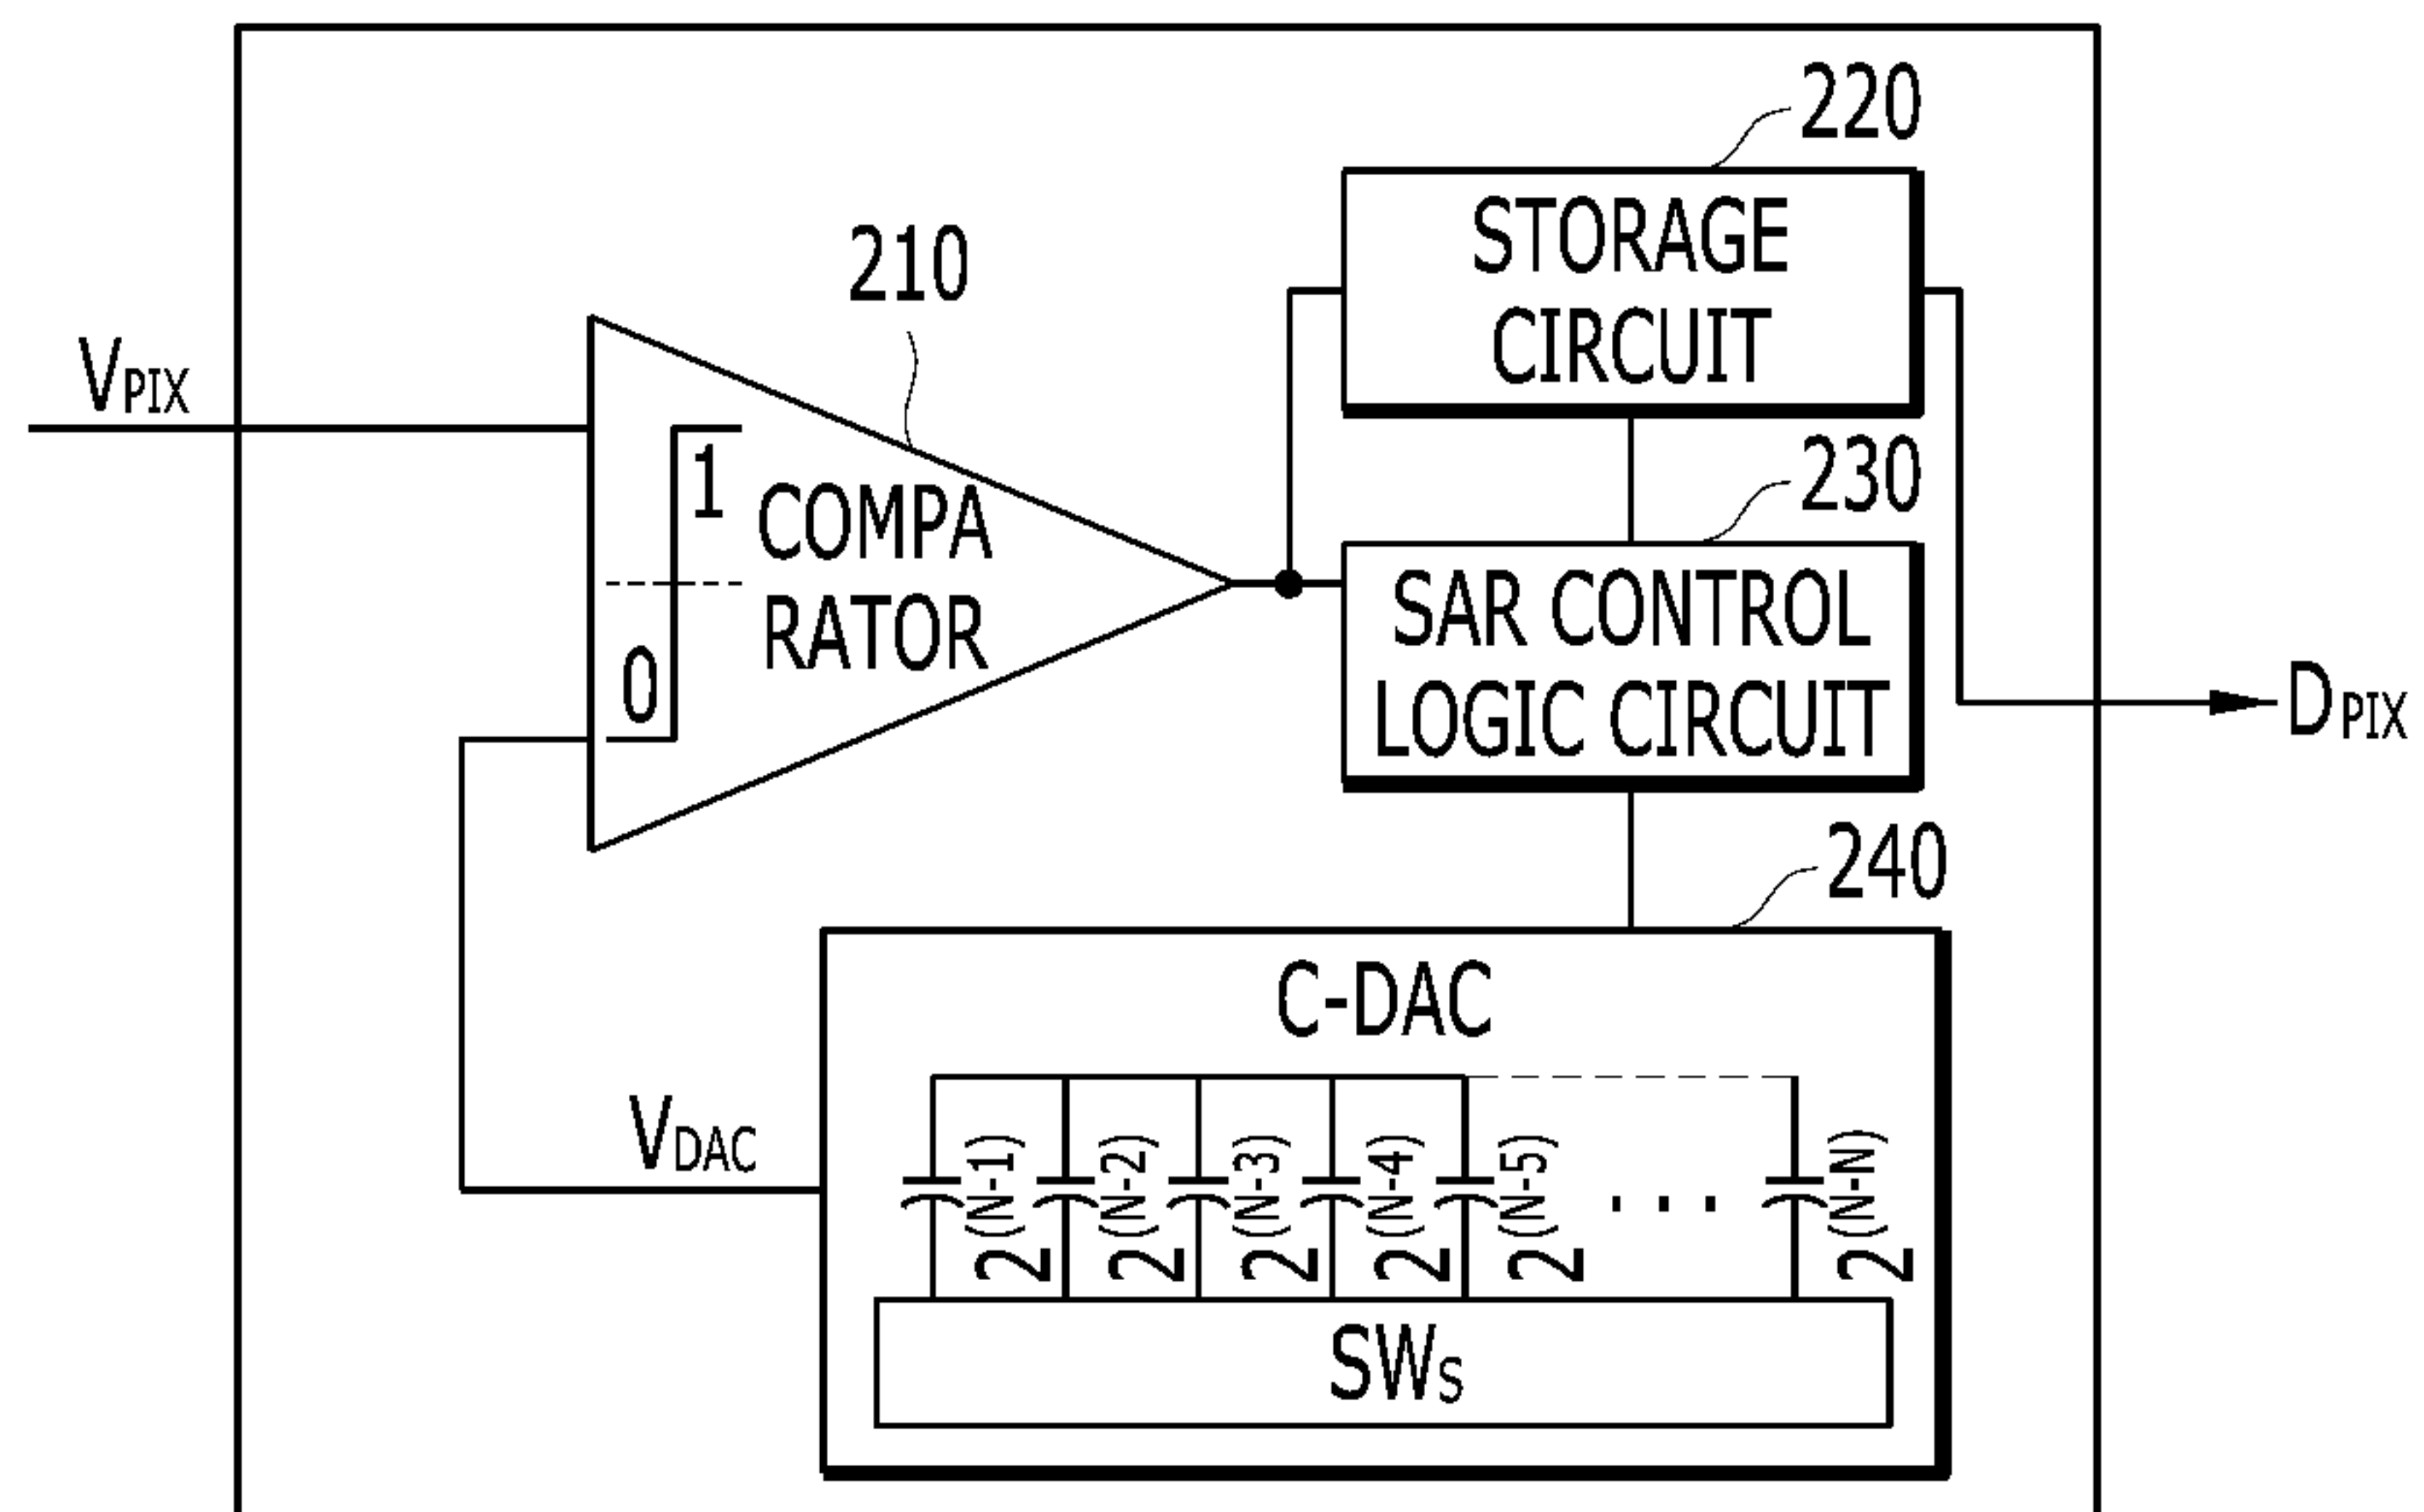 220
STORAGE
CIRCUIT
210
VPIX
1
COMPA
RATOR
0
230
SAR CONTROL
LOGIC CIRCUIT
DPIX
240
C-DAC
VDAC
2(N-1)
2(N-2)
2(N-3)
2(N-4)
2(N-5)
...
2(N-N)
SWS